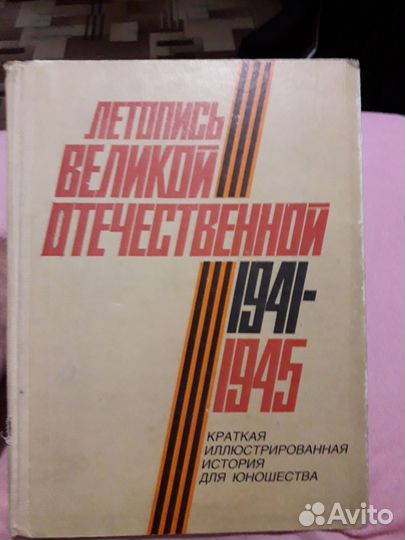 ЛЕТОПИСЬ
ВЕЛИКОЙ
ОТЕЧЕСТВЕННОЙ
1941-
1945
КРАТКАЯ
ИЛЛЮСТРИРОВАННАЯ
ИСТОРИЯ
ДЛЯ ЮНОШЕСТВА
Avito